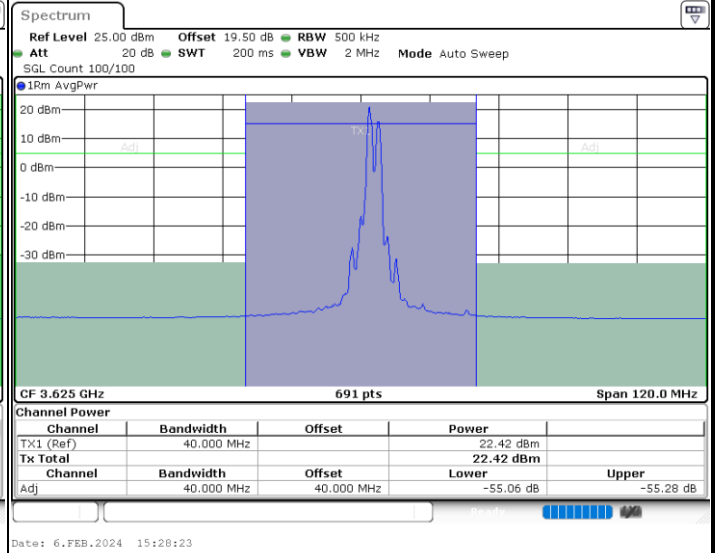 Spectrum
Ref Level 25.00 dBm Offset 19.50 dB RBW 500 kHz
Att 20 dB SWT 200 ms VBW 2 MHz Mode Auto Sweep
SGL Count 100/100
1Rm AvgPwr
20 dBm
TX1
10 dBm
Adj Adj
0 dBm
-10 dBm
-20 dBm
-30 dBm
CF 3.625 GHz 691 pts Span 120.0 MHz
Channel Power
Channel Bandwidth Offset Power
TX1 (Ref) 40.000 MHz 22.42 dBm
Tx Total 22.42 dBm
Channel Bandwidth Offset Lower Upper
Adj 40.000 MHz 40.000 MHz -55.06 dB -55.28 dB
Ready
Date: 6.FEB.2024 15:28:23